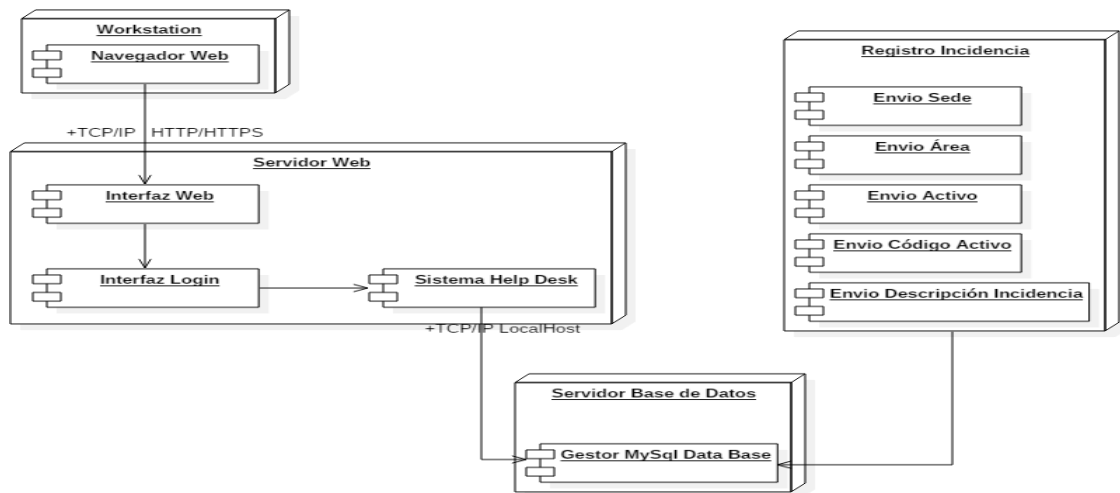 Workstation
Navegador Web
+TCP/IP HTTP/HTTPS
Servidor Web
Interfaz Web
Interfaz Login
Sistema Help Desk
+TCP/IP LocalHost
Registro Incidencia
Envio Sede
Envio Área
Envio Activo
Envio Código Activo
Envio Descripción Incidencia
Servidor Base de Datos
Gestor MySql Data Base